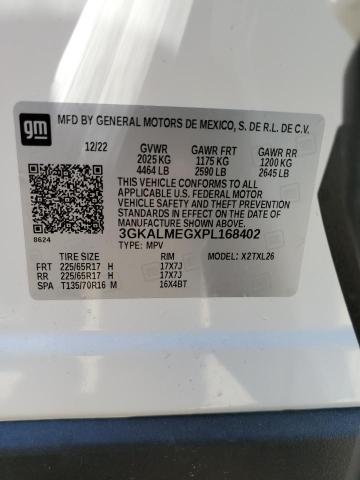 gm
MFD BY GENERAL MOTORS DE MEXICO, S. DE R.L. DE C.V.
12/22 GVWR GAWR FRT GAWR RR
2025 KG 1175 KG 1200 KG
4464 LB 2590 LB 2645 LB
THIS VEHICLE CONFORMS TO ALL APPLICABLE
U.S. FEDERAL MOTOR
VEHICLE SAFETY AND THEFT PREVENTION
STANDARDS IN EFFECT ON THE DATE OF
MANUFACTURE SHOWN ABOVE.
8624 3GKALMEGXPL168402
TYPE: MPV
TIRE SIZE RIM MODEL: X2TXL26
FRT 225/65R17 H 17X7J
RR 225/65R17 H 17X7J
SPA T135/70R16 M 16X4BT